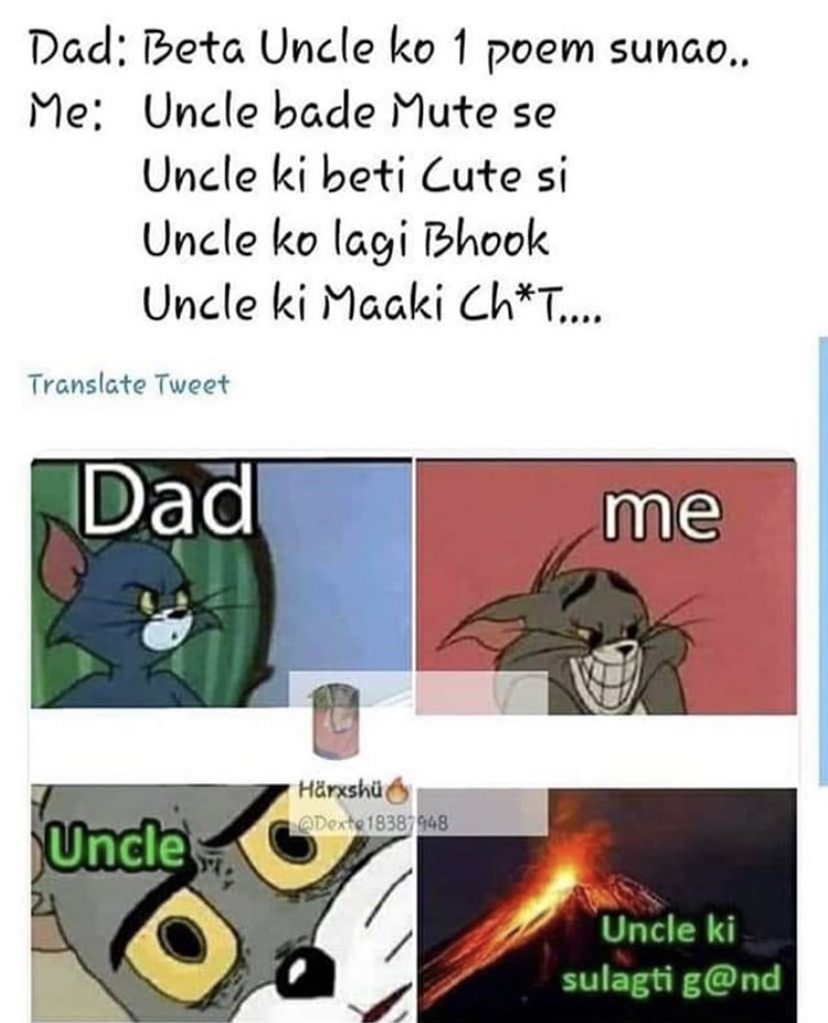 Dad: Beta Uncle ko 1 poem sunao..
Me: Uncle bade Mute se
Uncle ki beti Cute si
Uncle ko lagi Bhook
Uncle ki Maaki Ch*T....
Translate Tweet
Dad
me
Härxshü🔥
@Dexte18387948
Uncle
Uncle ki
sulagti g@nd